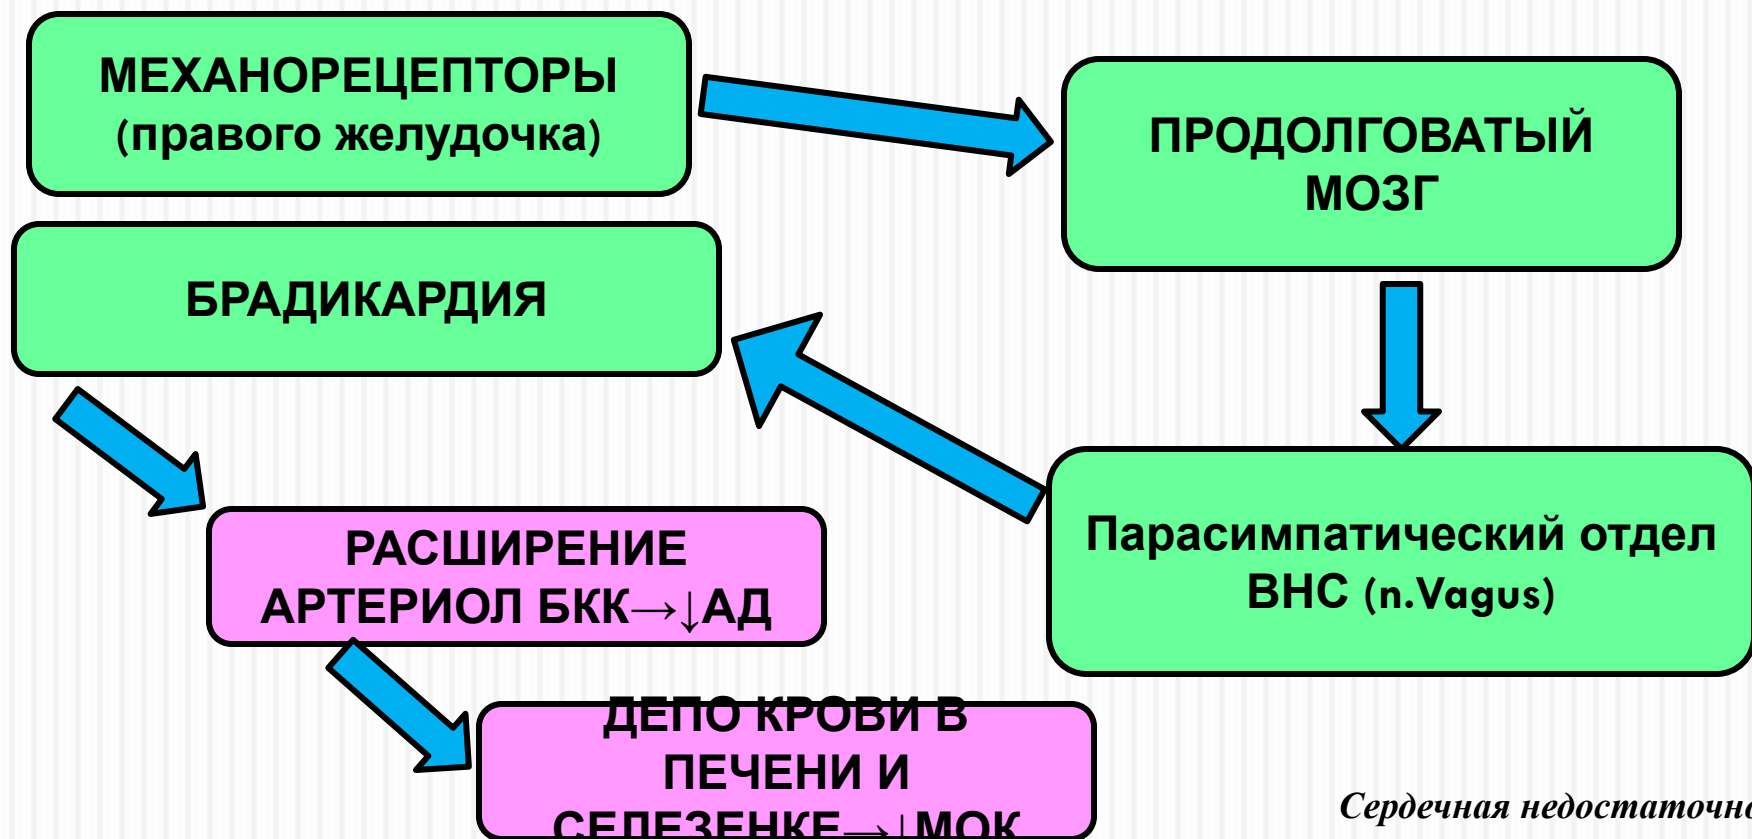 МЕХАНОРЕЦЕПТОРЫ
(правого желудочка)
ПРОДОЛГОВАТЫЙ
МОЗГ
БРАДИКАРДИЯ
Парасимпатический отдел
ВНС (n.Vagus)
РАСШИРЕНИЕ
АРТЕРИОЛ БКК→↓АД
ДЕПО КРОВИ В
ПЕЧЕНИ И
СЕЛЕЗЕНКЕ→↓МОК
Сердечная недостаточно